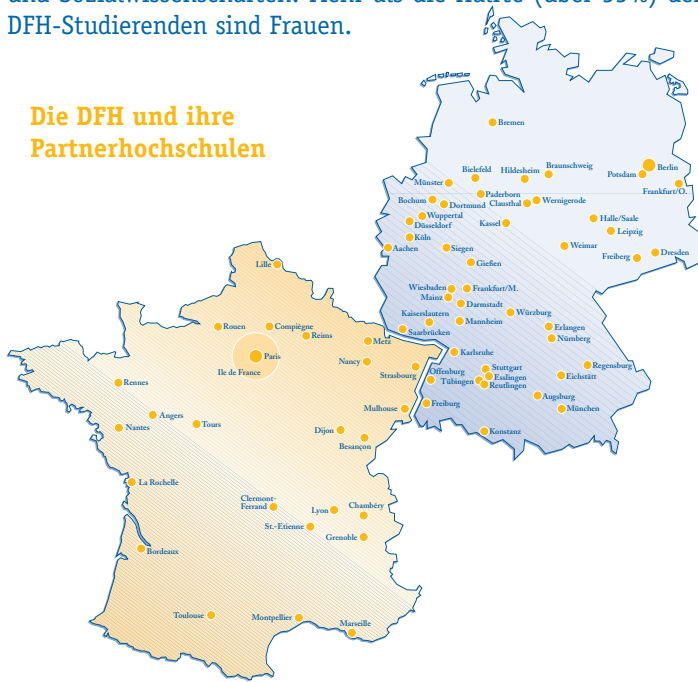 DFH-Studierenden sind Frauen.
Die DFH und ihre
Partnerhochschulen
Bremen
Berlin
Potsdam
Frankfurt/O.
Braunschweig
Hildesheim
Bielefeld
Münster
Paderborn
Clausthal
Wernigerode
Bochum
Dortmund
Wuppertal
Düsseldorf
Kassel
Halle/Saale
Leipzig
Köln
Aachen
Siegen
Weimar
Freiberg
Dresden
Gießen
Wiesbaden
Frankfurt/M.
Mainz
Darmstadt
Würzburg
Kaiserslautern
Mannheim
Saarbrücken
Erlangen
Nürnberg
Karlsruhe
Stuttgart
Regensburg
Offenburg
Esslingen
Eichstätt
Tübingen
Reutlingen
Augsburg
München
Freiburg
Konstanz
Lille
Rouen
Compiègne
Reims
Metz
Paris
Ile de France
Nancy
Strasbourg
Rennes
Mulhouse
Angers
Nantes
Tours
Dijon
Besançon
La Rochelle
Clermont-
Ferrand
Lyon
Chambéry
St.-Etienne
Grenoble
Bordeaux
Toulouse
Montpellier
Marseille